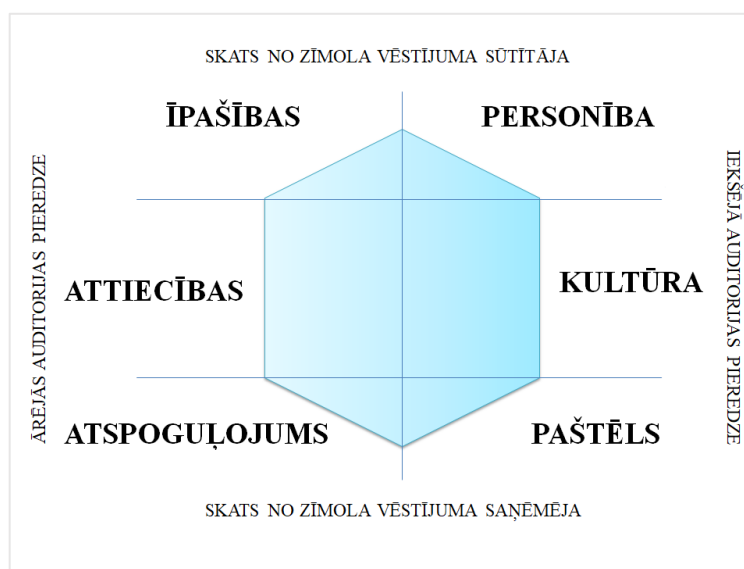 SKATS NO ZĪMOLA VĒSTĪJUMA SŪTĪTĀJA
ĪPAŠĪBAS
PERSONĪBA
ĀRĒJĀS AUDITORIJAS PIEREDZE
IEKŠĒJĀ AUDITORIJAS PIEREDZE
ATTIECĪBAS
KULTŪRA
ATSPOGUĻOJUMS
PAŠTĒLS
SKATS NO ZĪMOLA VĒSTĪJUMA SAŅĒMĒJA